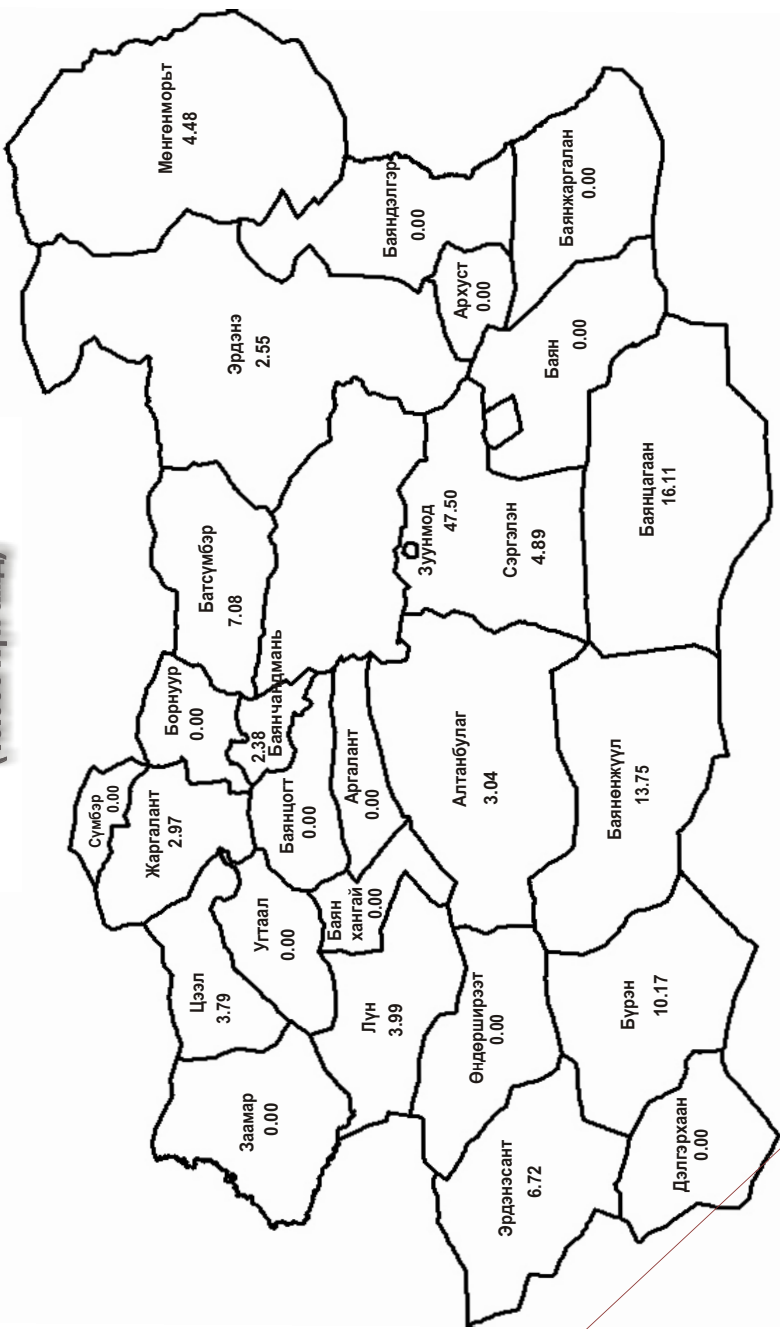 Мөнгөнморьт
4.48
Эрдэнэ
2.55
Баяндэлгэр
0.00
Баянжаргалан
0.00
Архуст
0.00
Баян
0.00
Батсүмбэр
7.08
Зуунмод
47.50
Сэргэлэн
4.89
Баянцагаан
16.11
Борнуур
0.00
Баянчандмань
2.38
Сүмбэр
0.00
Жаргалант
2.97
Баянцогт
0.00
Аргалант
0.00
Алтанбулаг
3.04
Баянөнжүүл
13.75
Угтаал
0.00
Баян
хангай
0.00
Цээл
3.79
Лүн
3.99
Өндөрширээт
0.00
Бүрэн
10.17
Заамар
0.00
Эрдэнэсант
6.72
Дэлгэрхаан
0.00